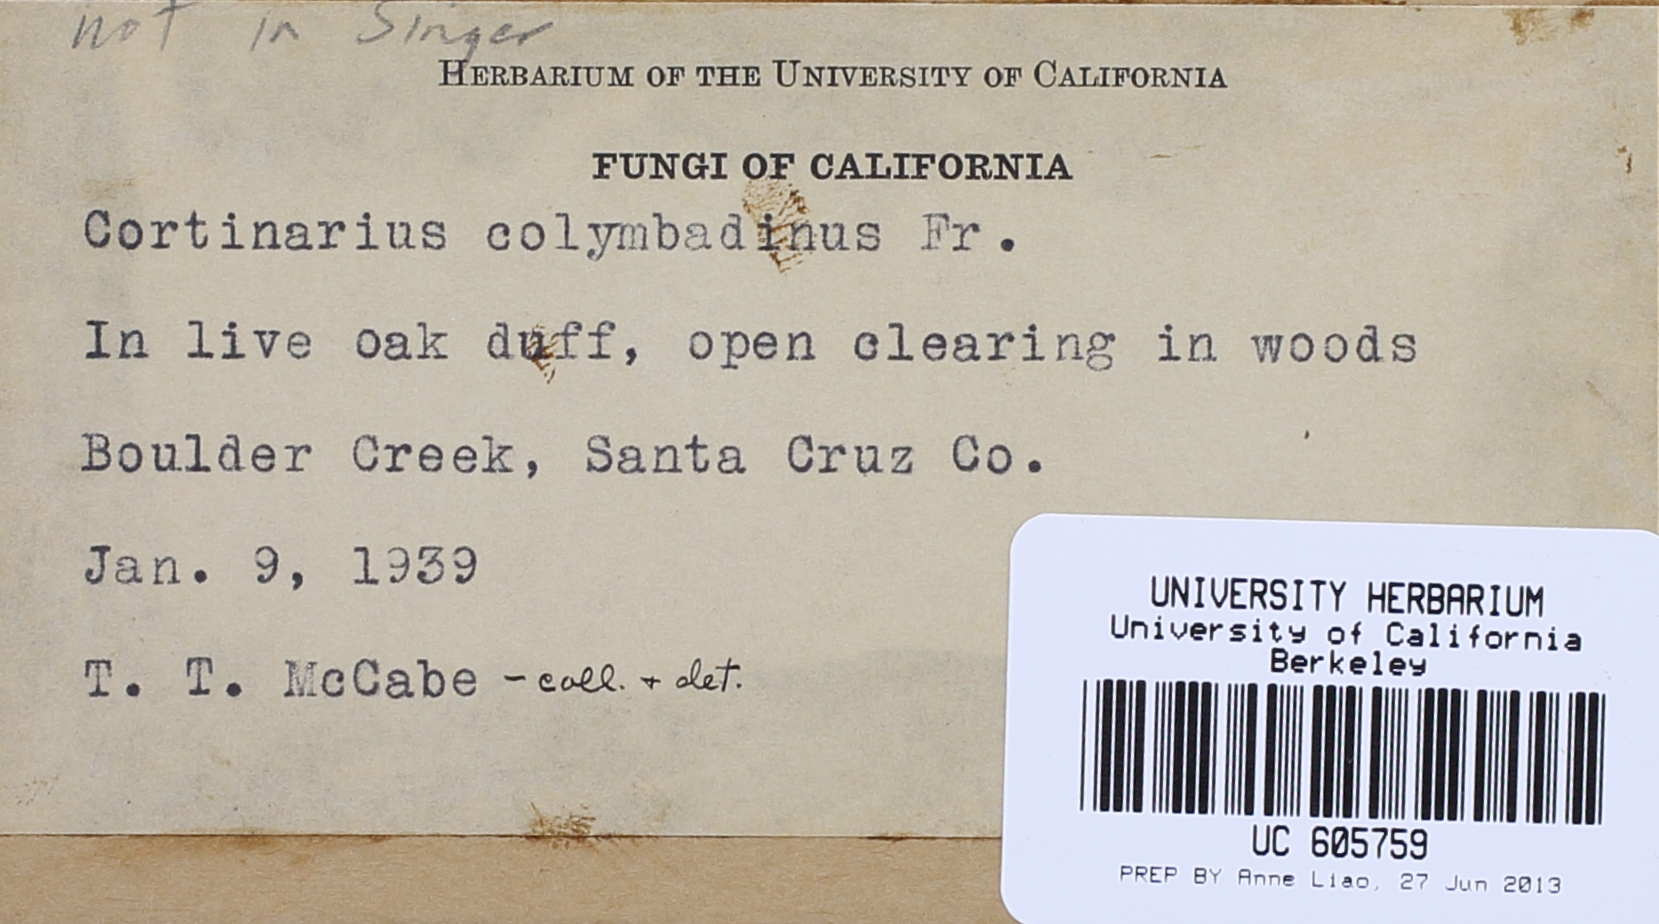 not in Singer
HERBARIUM OF THE UNIVERSITY OF CALIFORNIA
FUNGI OF CALIFORNIA
Cortinarius colymbadinus Fr.
In live oak duff, open clearing in woods
Boulder Creek, Santa Cruz Co.
Jan. 9, 1939
T. T. McCabe - coll. + det.
UNIVERSITY HERBARIUM
University of California
Berkeley
UC 605759
PREP BY Anne Liao, 27 Jun 2013